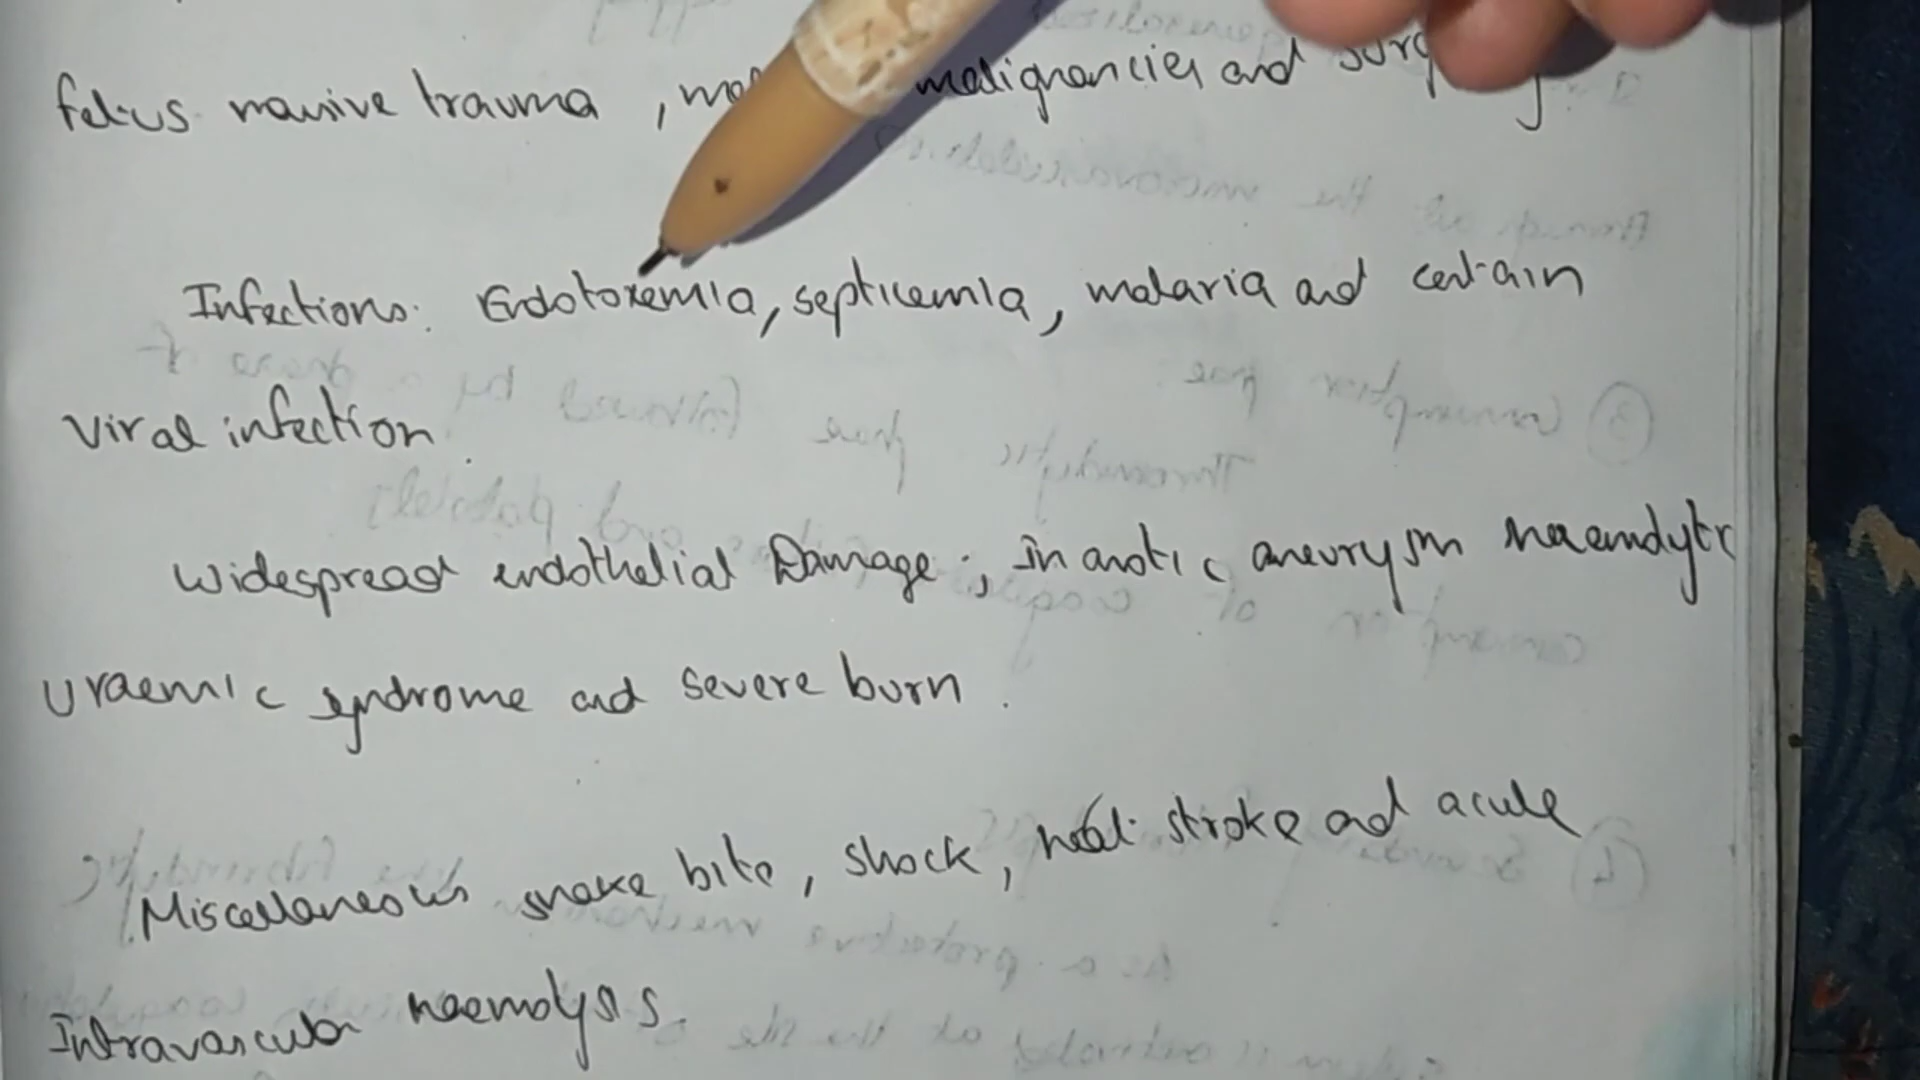 fetus massive trauma , malignancies and surg
Infections: Endotoxemia, septicemia, malaria and certain
viral infection.
Widespread endothelial Damage ; In aortic aneurysm haemolytic
uraemic syndrome and severe burn .
Miscellaneous snake bite , shock, heat stroke and acute
Intravascular haemolysis.